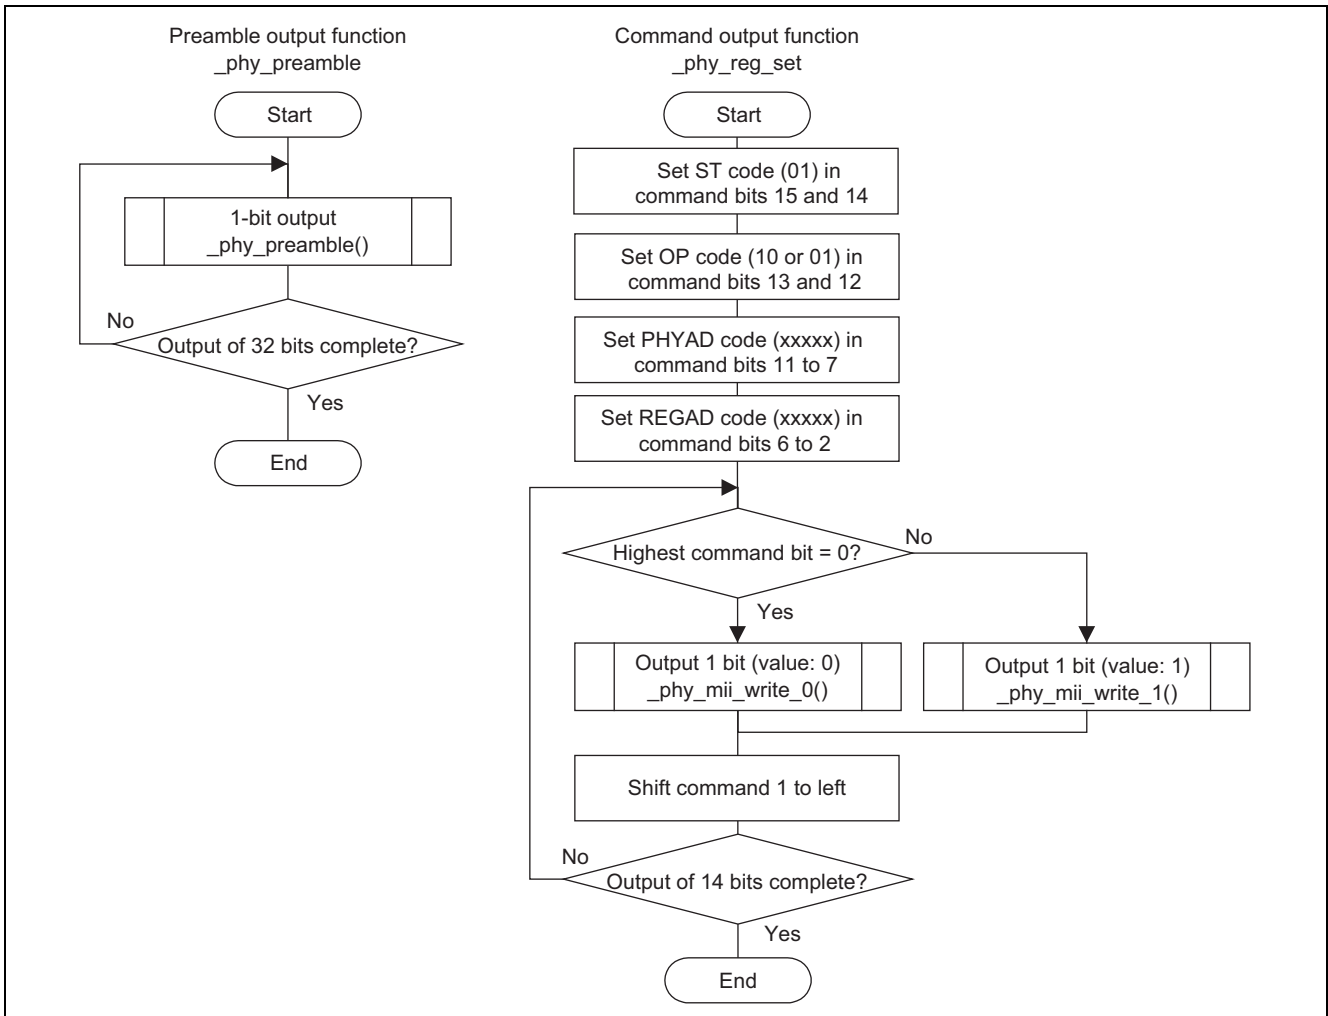 Preamble output function
_phy_preamble
Start
1-bit output
_phy_preamble()
No
Output of 32 bits complete?
Yes
End
Command output function
_phy_reg_set
Start
Set ST code (01) in
command bits 15 and 14
Set OP code (10 or 01) in
command bits 13 and 12
Set PHYAD code (xxxxx) in
command bits 11 to 7
Set REGAD code (xxxxx) in
command bits 6 to 2
Highest command bit = 0?
No
Yes
Output 1 bit (value: 0)
_phy_mii_write_0()
Output 1 bit (value: 1)
_phy_mii_write_1()
Shift command 1 to left
No
Output of 14 bits complete?
Yes
End